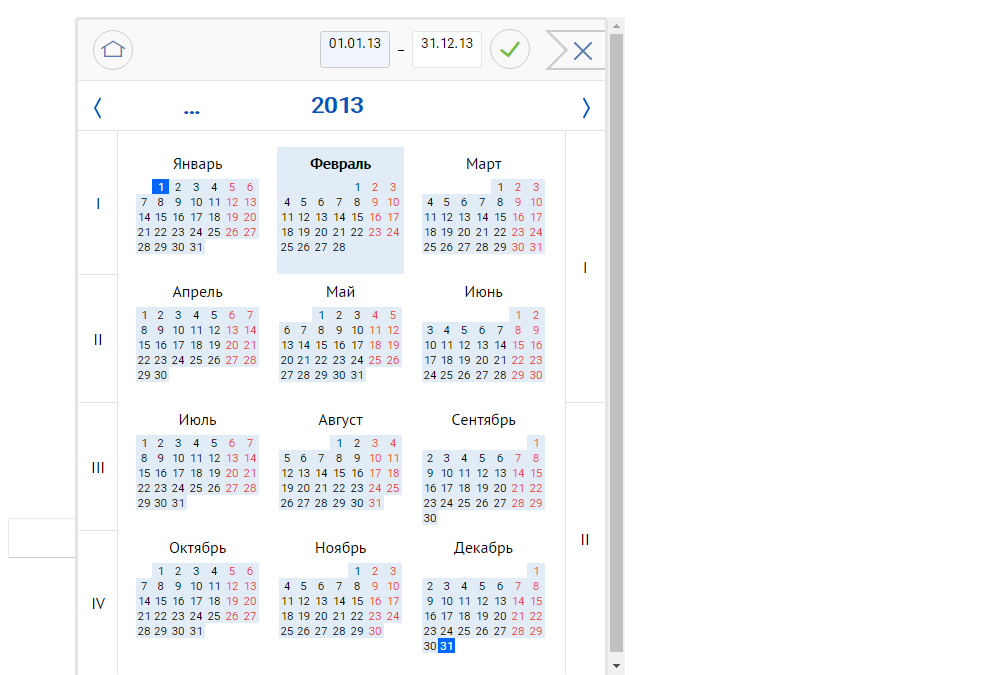 01.01.13 – 31.12.13
... 2013
I
Январь
1 2 3 4 5 6
7 8 9 10 11 12 13
14 15 16 17 18 19 20
21 22 23 24 25 26 27
28 29 30 31
Февраль
1 2 3
4 5 6 7 8 9 10
11 12 13 14 15 16 17
18 19 20 21 22 23 24
25 26 27 28
Март
1 2 3
4 5 6 7 8 9 10
11 12 13 14 15 16 17
18 19 20 21 22 23 24
25 26 27 28 29 30 31
I
II
Апрель
1 2 3 4 5 6 7
8 9 10 11 12 13 14
15 16 17 18 19 20 21
22 23 24 25 26 27 28
29 30
Май
1 2 3 4 5
6 7 8 9 10 11 12
13 14 15 16 17 18 19
20 21 22 23 24 25 26
27 28 29 30 31
Июнь
1 2
3 4 5 6 7 8 9
10 11 12 13 14 15 16
17 18 19 20 21 22 23
24 25 26 27 28 29 30
III
Июль
1 2 3 4 5 6 7
8 9 10 11 12 13 14
15 16 17 18 19 20 21
22 23 24 25 26 27 28
29 30 31
Август
1 2 3 4
5 6 7 8 9 10 11
12 13 14 15 16 17 18
19 20 21 22 23 24 25
26 27 28 29 30 31
Сентябрь
1
2 3 4 5 6 7 8
9 10 11 12 13 14 15
16 17 18 19 20 21 22
23 24 25 26 27 28 29
30
II
IV
Октябрь
1 2 3 4 5 6
7 8 9 10 11 12 13
14 15 16 17 18 19 20
21 22 23 24 25 26 27
28 29 30 31
Ноябрь
1 2 3
4 5 6 7 8 9 10
11 12 13 14 15 16 17
18 19 20 21 22 23 24
25 26 27 28 29 30
Декабрь
1
2 3 4 5 6 7 8
9 10 11 12 13 14 15
16 17 18 19 20 21 22
23 24 25 26 27 28 29
30 31